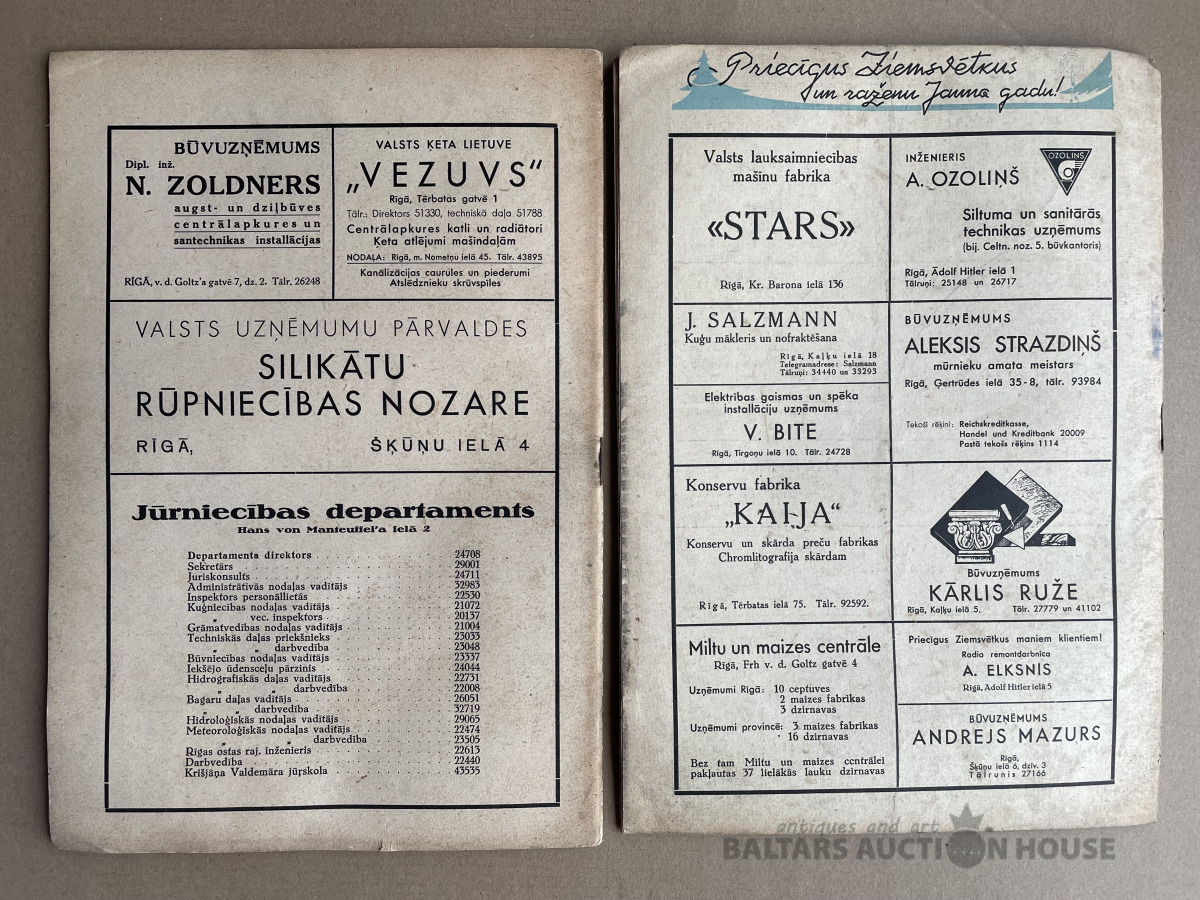 BŪVUZŅĒMUMS
Dipl. inž.
N. ZOLDNERS
augst- un dziļbūves
centrālapkures un
santechnikas installācijas
RĪGĀ, v. d. Goltz'a gatvē 7, dz. 2. Tālr. 26248
VALSTS ĶETA LIETUVE
„VEZUVS“
Rīgā, Tērbatas gatvē 1
Tālr.: Direktors 51330, techniskā daļa 51788
Centrālapkures katli un radiātori
Ķeta atlējumi mašindaļām
NODAĻA: Rīgā, m. Nometņu ielā 45. Tālr. 43895
Kanālizācijas caurules un piederumi
Atslēdznieku skrūvspīles
VALSTS UZŅĒMUMU PĀRVALDES
SILIKĀTU
RŪPNIECĪBAS NOZARE
RĪGĀ, ŠĶŪŅU IELĀ 4
Jūrniecības departaments
Hans von Manteuffel'a ielā 2
Departamenta direktors 24708
Sekretārs 29001
Juriskonsults 24711
Administrātīvās nodaļas vadītājs 32983
Inspektors personāllietās 22530
Kuģniecības nodaļas vadītājs 21072
„ vec. inspektors 20137
Grāmatvedības nodaļas vadītājs 21004
Techniskās daļas priekšnieks 23033
„ „ darbvedība 23048
Būvniecības nodaļas vadītājs 23337
Iekšējo ūdensceļu pārzinis 24044
Hidrografiskās daļas vadītājs 22731
„ „ darbvedība 22008
Bagaru daļas vadītājs 26051
„ „ darbvedība 32719
Hidroloģiskās nodaļas vadītājs 29065
Meteoroloģiskās nodaļas vadītājs 22474
„ „ darbvedība 23505
Rīgas ostas raj. inženieris 22613
Darbvedība 22440
Krišjāņa Valdemāra jūrskola 43535
Priecīgus Ziemsvētkus
un raženu Jauno gadu!
Valsts lauksaimniecības
mašīnu fabrika
«STARS»
Rīgā, Kr. Barona ielā 136
INŽENIERIS
A. OZOLIŅŠ
OZOLIŅŠ
Siltuma un sanitārās
technikas uzņēmums
(bij. Celtn. noz. 5. būvkantoris)
Rīgā, Ādolf Hitler ielā 1
Tālruņi: 25148 un 26717
J. SALZMANN
Kuģu mākleris un nofraktēšana
Rīgā, Kaļķu ielā 18
Telegramadrese: Salzmann
Tālruņi: 34440 un 33293
Elektrības gaismas un spēka
installāciju uzņēmums
V. BITE
Rīgā, Tirgoņu ielā 10. Tālr. 24728
BŪVUZŅĒMUMS
ALEKSIS STRAZDIŅŠ
mūrnieku amata meistars
Rīgā, Ģertrūdes ielā 35-8, tālr. 93984
Tekoši rēķini: Reichskreditkasse,
Handel und Kreditbank 20009
Pastā tekošs rēķins 1114
Konservu fabrika
„KAIJA“
Konservu un skārda preču fabrikas
Chromlitografija skārdam
Rīgā, Tērbatas ielā 75. Tālr. 92592.
Būvuzņēmums
KĀRLIS RUŽE
Rīgā, Kaļķu ielā 5. Tālr. 27779 un 41102
Miltu un maizes centrāle
Rīgā, Frh v. d. Goltz gatvē 4
Uzņēmumi Rīgā: 10 ceptuves
2 maizes fabrikas
3 dzirnavas
Uzņēmumi provincē: 3 maizes fabrikas
16 dzirnavas
Bez tam Miltu un maizes centrālei
pakļautas 37 lielākās lauku dzirnavas
Priecīgus Ziemsvētkus maniem klientiem!
Radio remontdarbnīca
A. ELKSNIS
Rīgā, Adolf Hitler ielā 5
BŪVUZŅĒMUMS
ANDREJS MAZURS
Rīgā,
Šķūņu ielā 6, dzīv. 3
Tālrunis 27166
antiques and art
BALTARS AUCTION HOUSE